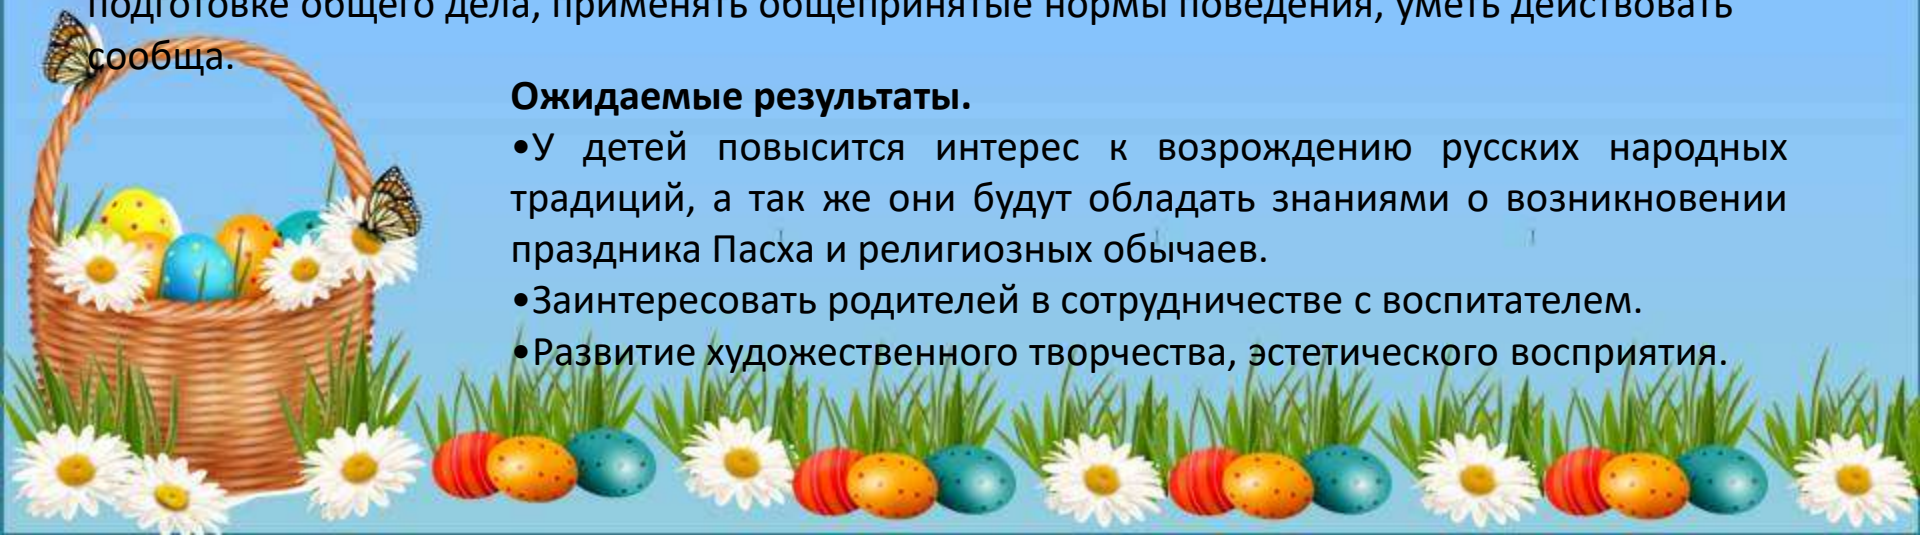 подготовке общего дела, применять общепринятые нормы поведения, уметь действовать
сообща.
Ожидаемые результаты.
•У детей повысится интерес к возрождению русских народных
традиций, а так же они будут обладать знаниями о возникновении
праздника Пасха и религиозных обычаев.
•Заинтересовать родителей в сотрудничестве с воспитателем.
•Развитие художественного творчества, эстетического восприятия.